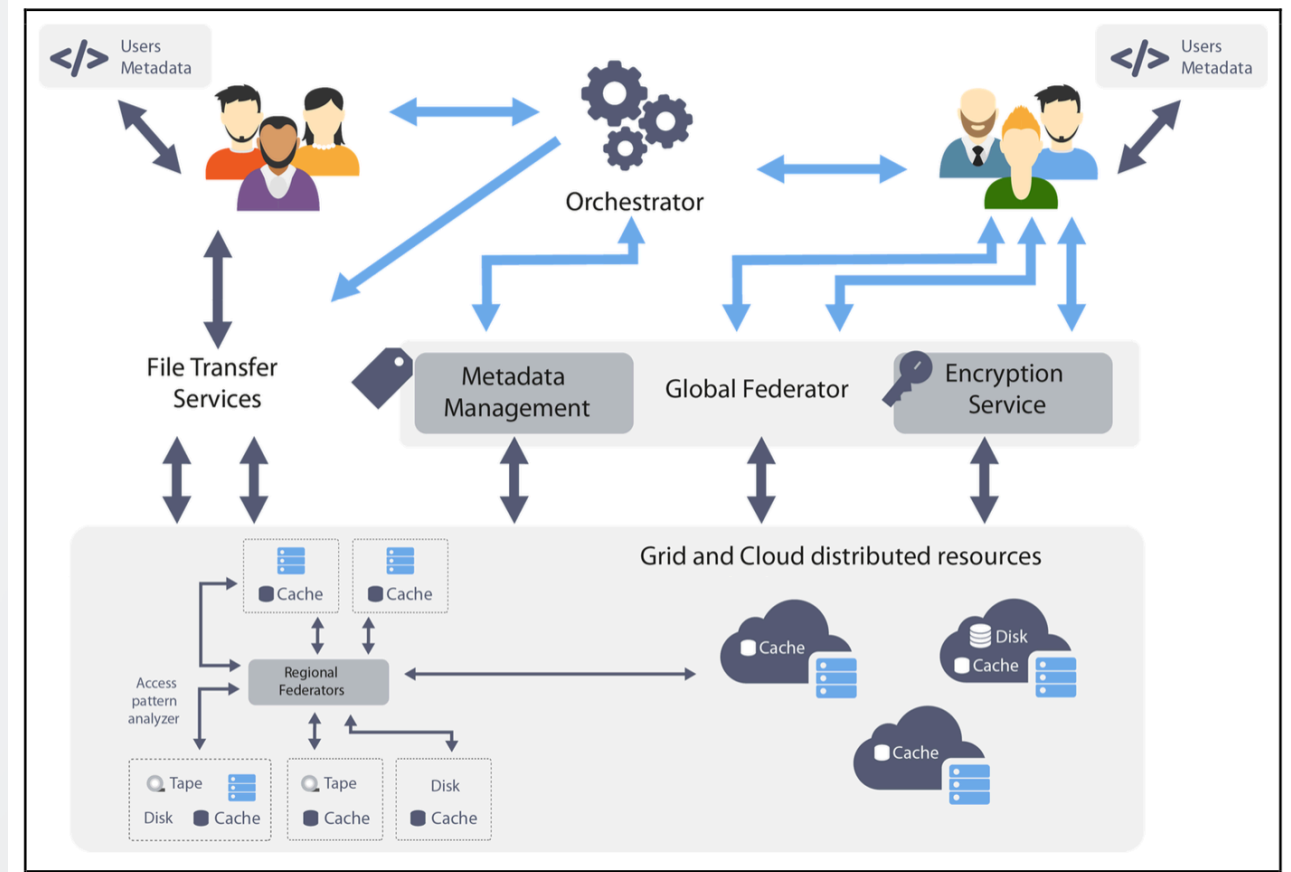 Users
Metadata
Users
Metadata
Orchestrator
File Transfer
Services
Metadata
Management
Global Federator
Encryption
Service
Grid and Cloud distributed resources
Cache
Cache
Regional
Federators
Access
pattern
analyzer
Tape
Disk
Cache
Tape
Cache
Disk
Cache
Cache
Disk
Cache
Cache